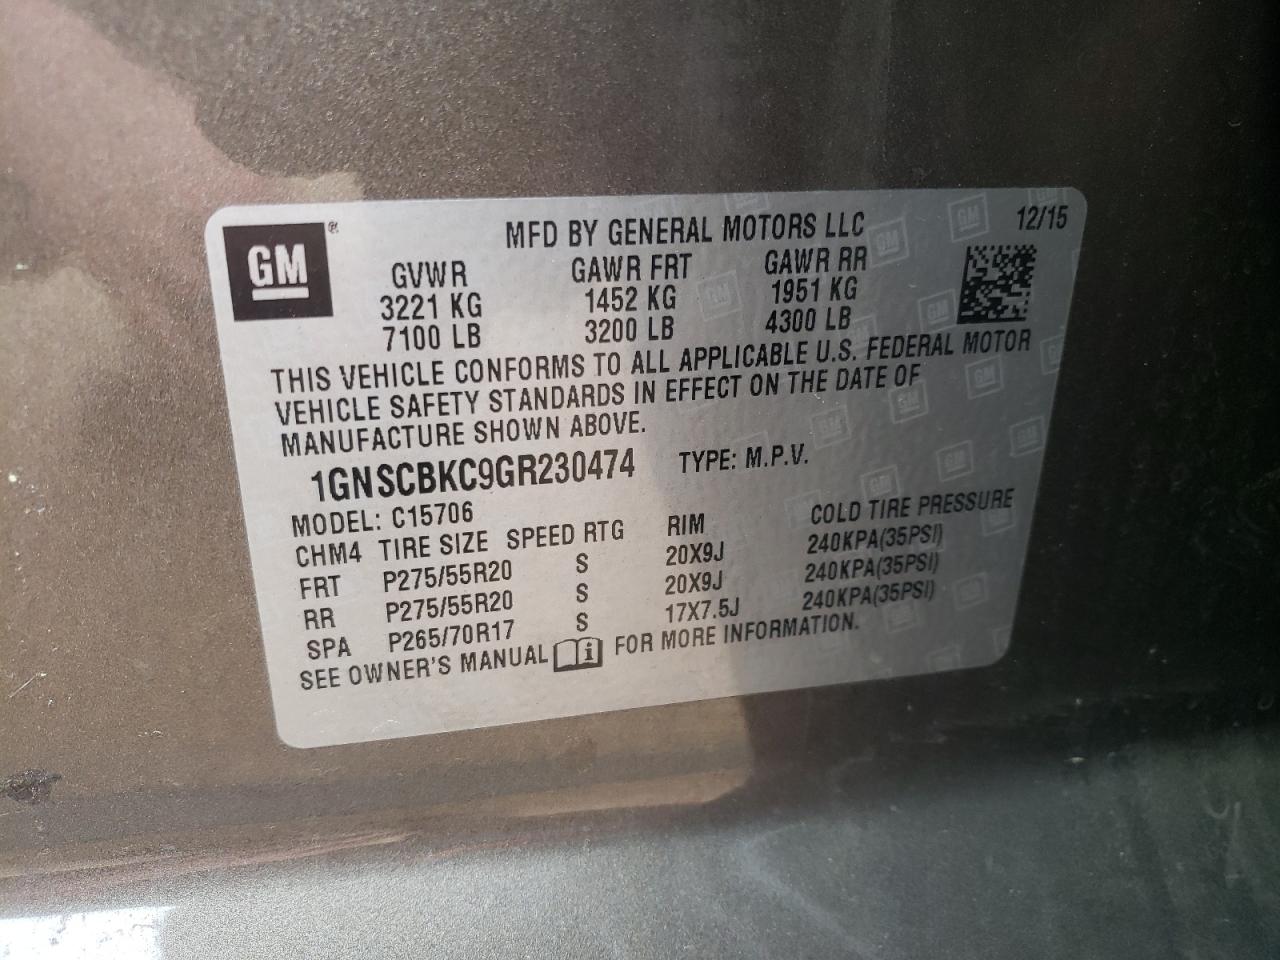 GM®
MFD BY GENERAL MOTORS LLC 12/15
GVWR GAWR FRT GAWR RR
3221 KG 1452 KG 1951 KG
7100 LB 3200 LB 4300 LB
THIS VEHICLE CONFORMS TO ALL APPLICABLE U.S. FEDERAL MOTOR
VEHICLE SAFETY STANDARDS IN EFFECT ON THE DATE OF
MANUFACTURE SHOWN ABOVE.
1GNSCBKC9GR230474 TYPE: M.P.V.
MODEL: C15706
CHM4 TIRE SIZE SPEED RTG RIM COLD TIRE PRESSURE
FRT P275/55R20 S 20X9J 240KPA(35PSI)
RR P275/55R20 S 20X9J 240KPA(35PSI)
SPA P265/70R17 S 17X7.5J 240KPA(35PSI)
SEE OWNER'S MANUAL i FOR MORE INFORMATION.